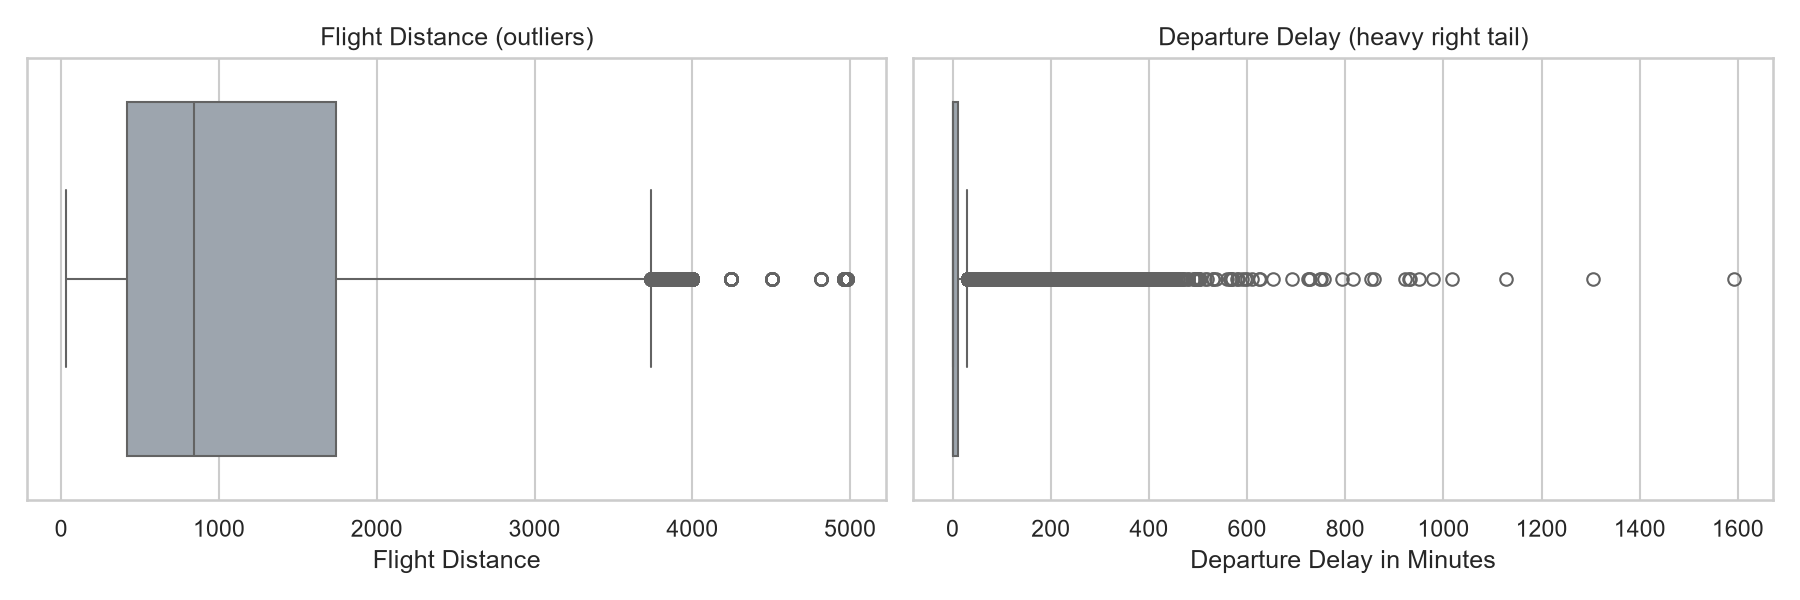 Flight Distance (outliers)
0 1000 2000 3000 4000 5000
Flight Distance
Departure Delay (heavy right tail)
0 200 400 600 800 1000 1200 1400 1600
Departure Delay in Minutes